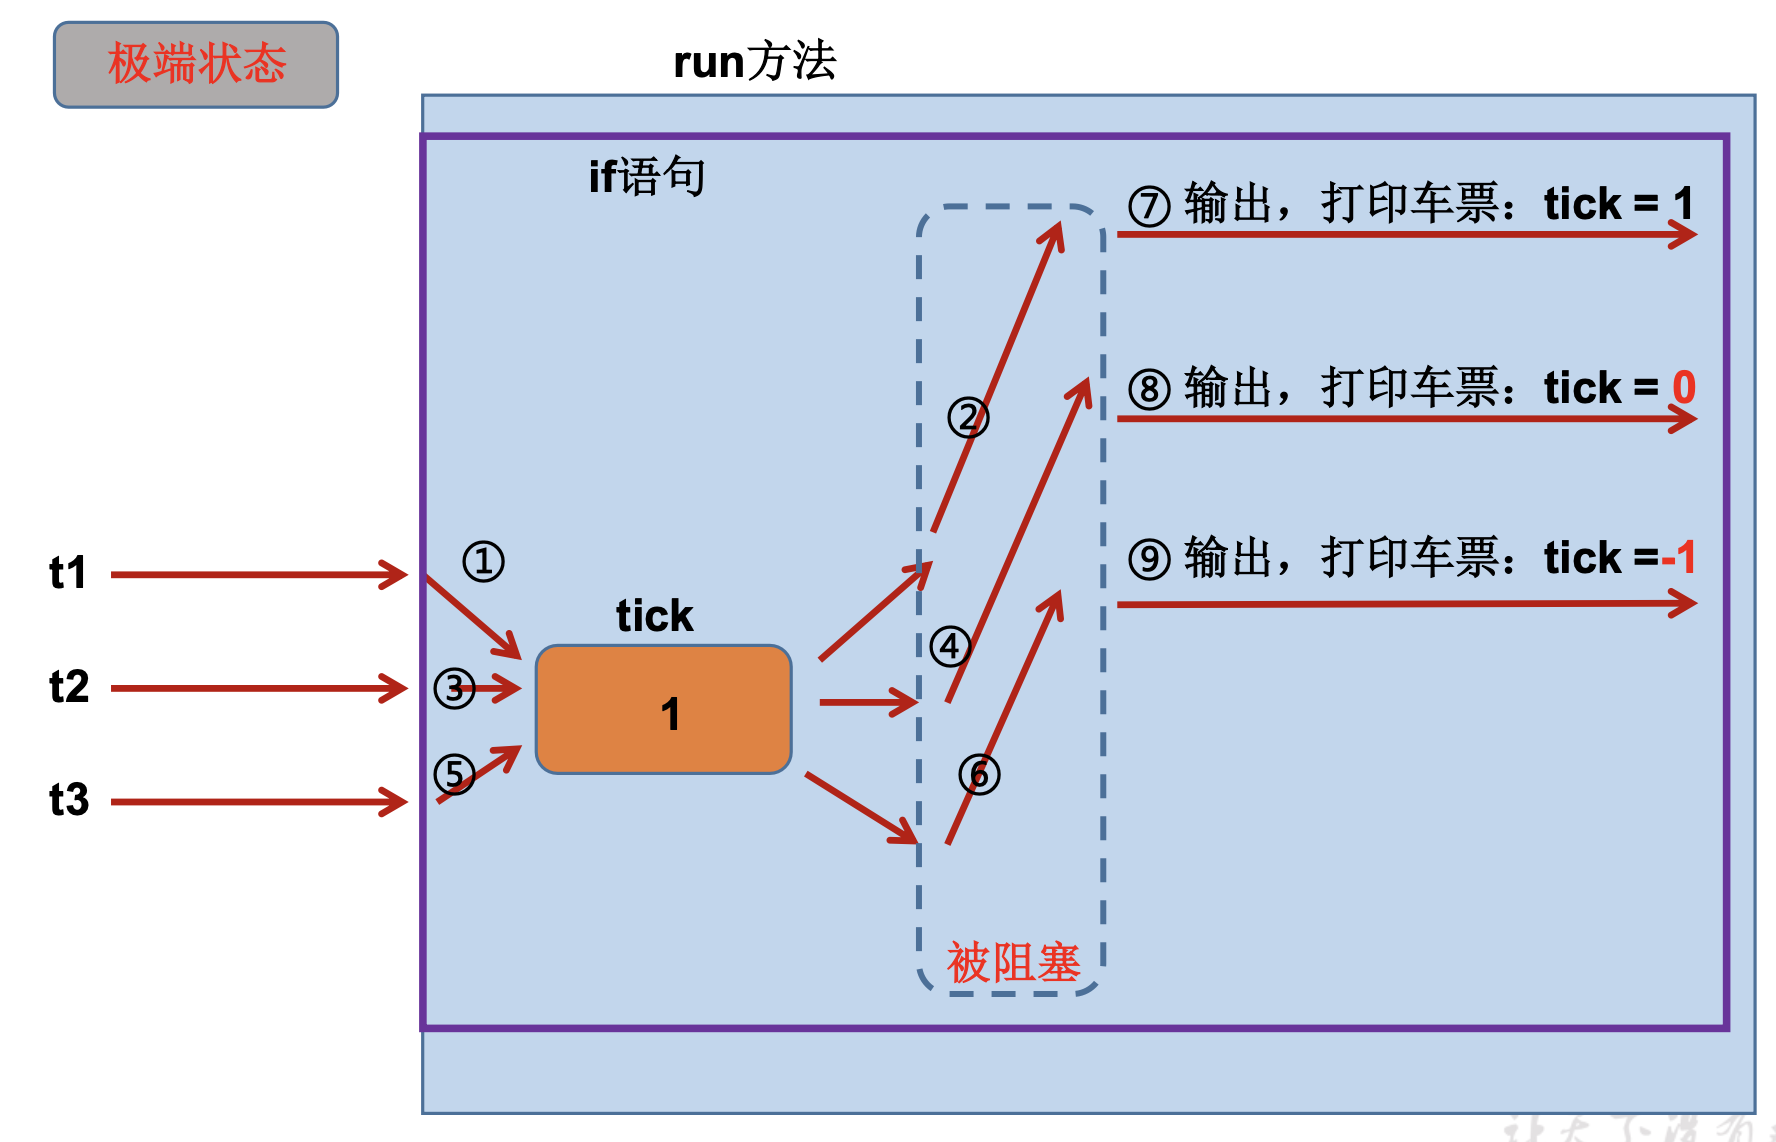 极端状态
run方法
if语句
⑦ 输出，打印车票：tick = 1
⑧ 输出，打印车票：tick = 0
⑨ 输出，打印车票：tick =-1
②
①
t1
tick
④
t2
③
1
⑤
⑥
t3
被阻塞